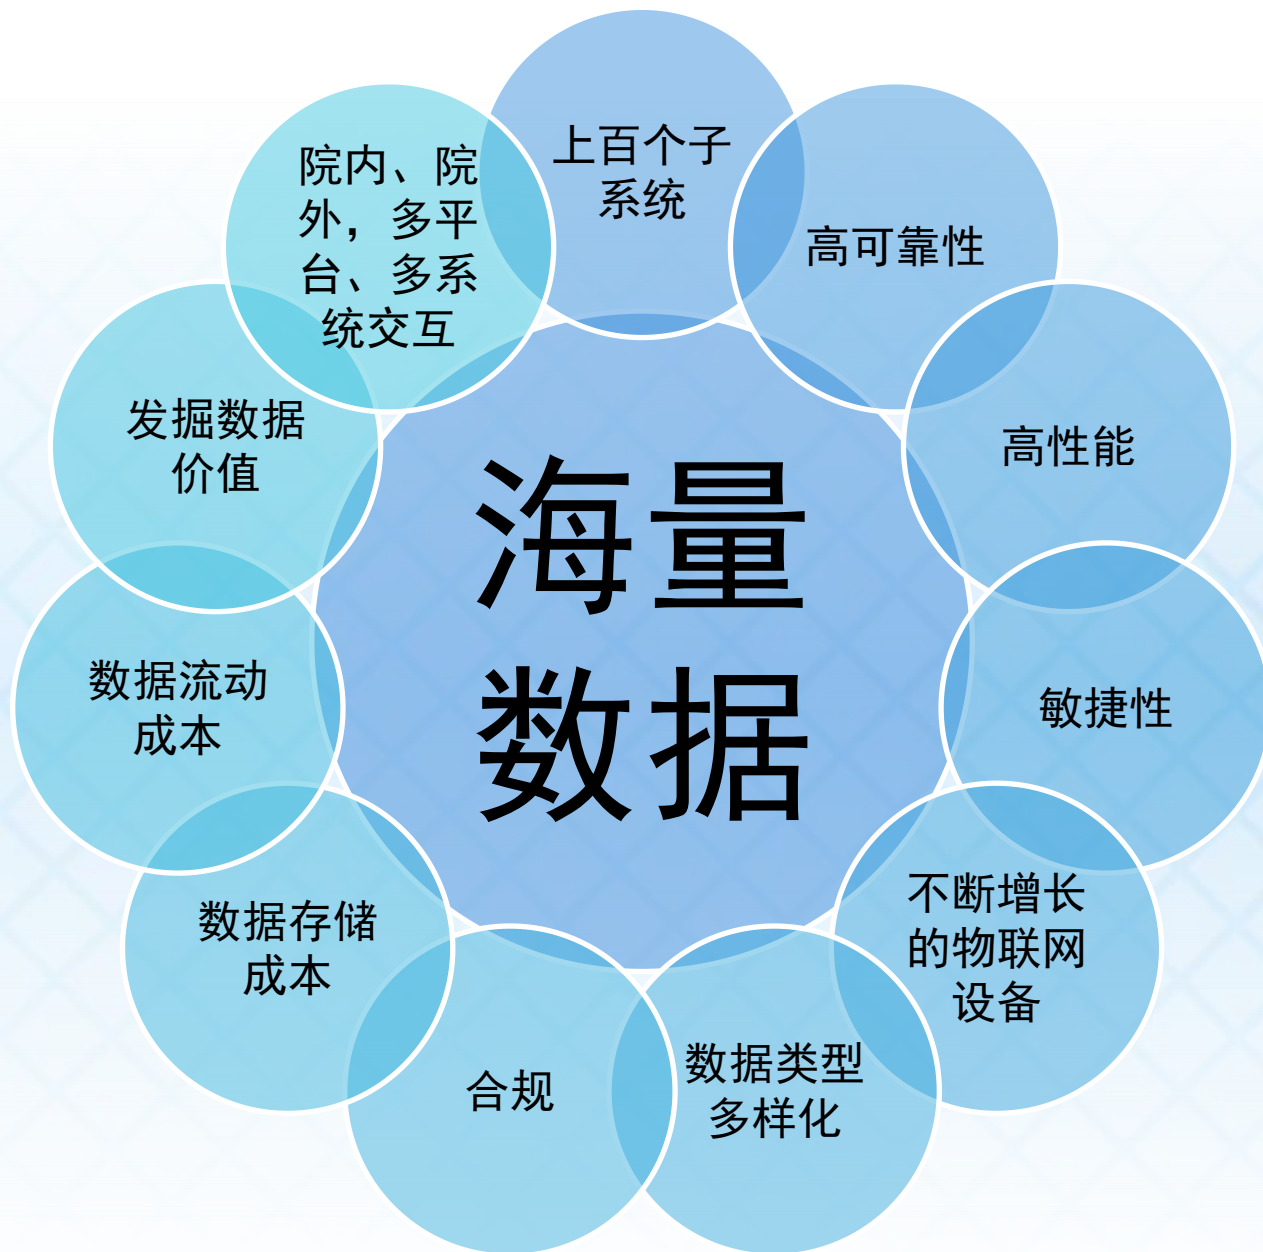 上百个子
系统
高可靠性
高性能
敏捷性
不断增长
的物联网
设备
数据类型
多样化
合规
数据存储
成本
数据流动
成本
发掘数据
价值
院内、院
外，多平
台、多系
统交互
海量
数据